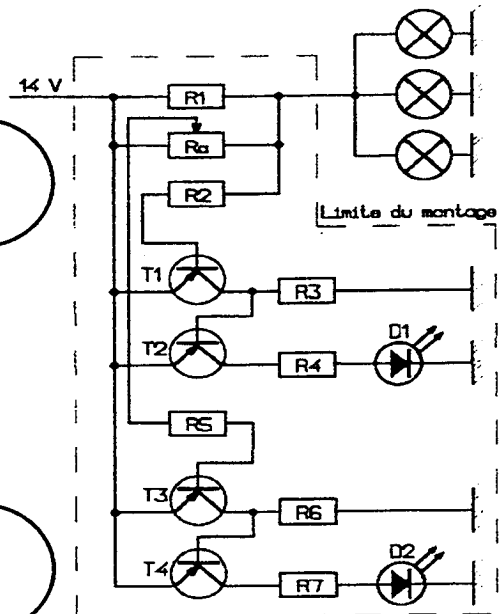 14 V
R1
Ra
R2
Limite du montage
T1
R3
D1
T2
R4
R5
T3
R6
D2
T4
R7